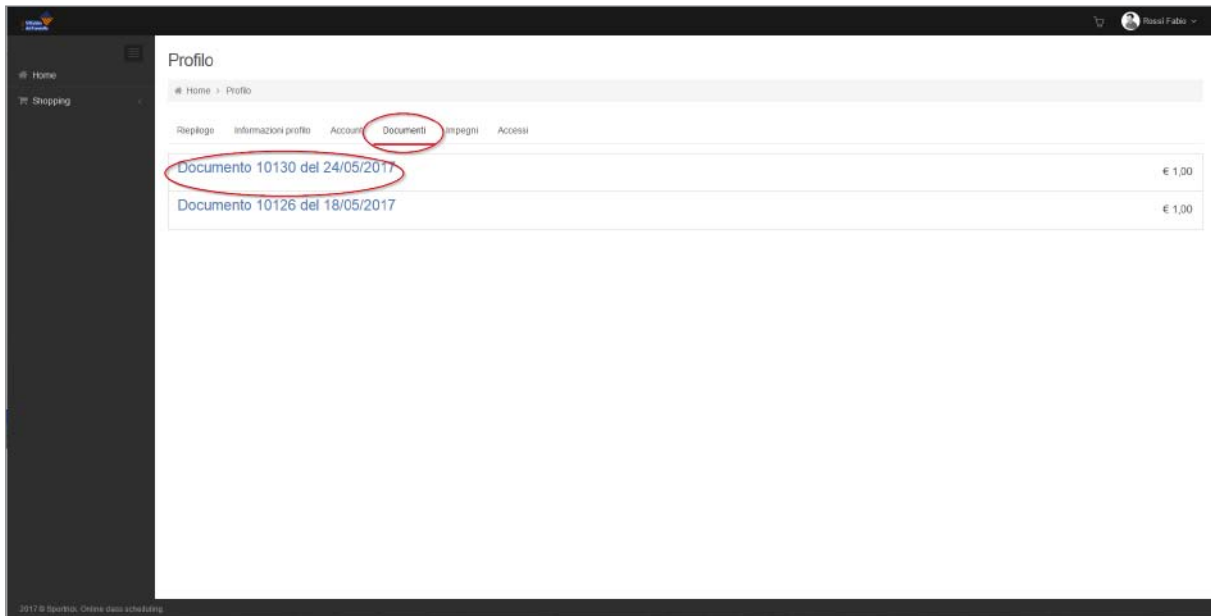 Rossi Fabio
Profilo
Home
Home > Profilo
Shopping
Riepilogo Informazioni profilo Account Documenti Impegni Accessi
Documento 10130 del 24/05/2017 € 1,00
Documento 10126 del 18/05/2017 € 1,00
2017 © Sportrick. Online class scheduling.